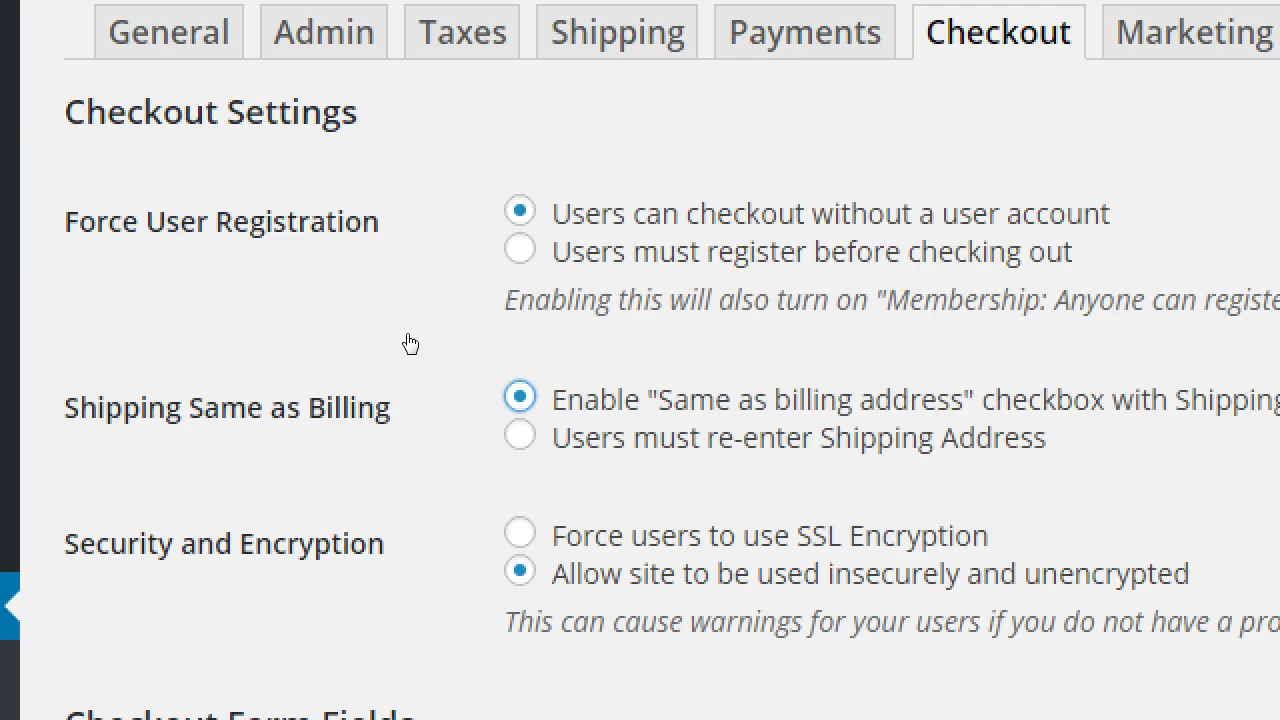 General Admin Taxes Shipping Payments Checkout Marketing
Checkout Settings
Force User Registration
Users can checkout without a user account
Users must register before checking out
Enabling this will also turn on "Membership: Anyone can registe
Shipping Same as Billing
Enable "Same as billing address" checkbox with Shipping
Users must re-enter Shipping Address
Security and Encryption
Force users to use SSL Encryption
Allow site to be used insecurely and unencrypted
This can cause warnings for your users if you do not have a pro
Checkout Form Fields